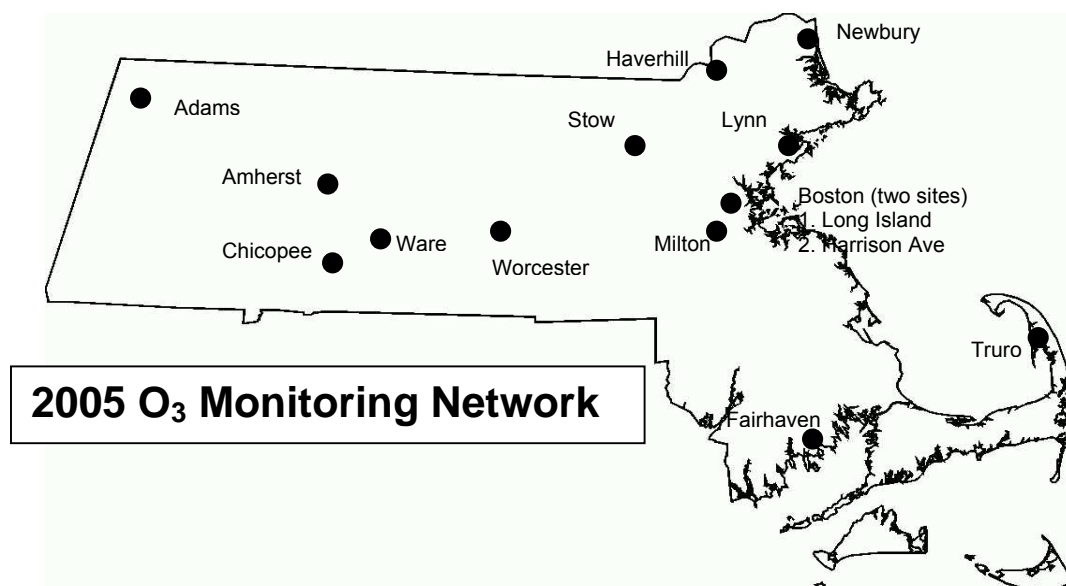 Newbury
Haverhill
Adams
Stow
Lynn
Amherst
Boston (two sites)
1. Long Island
2. Harrison Ave
Milton
Ware
Chicopee
Worcester
Truro
2005 O₃ Monitoring Network
Fairhaven